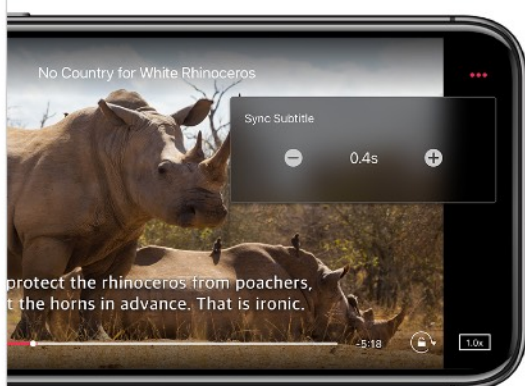 No Country for White Rhinoceros
Sync Subtitle
0.4s
protect the rhinoceros from poachers,
t the horns in advance. That is ironic.
-5:18
1.0x